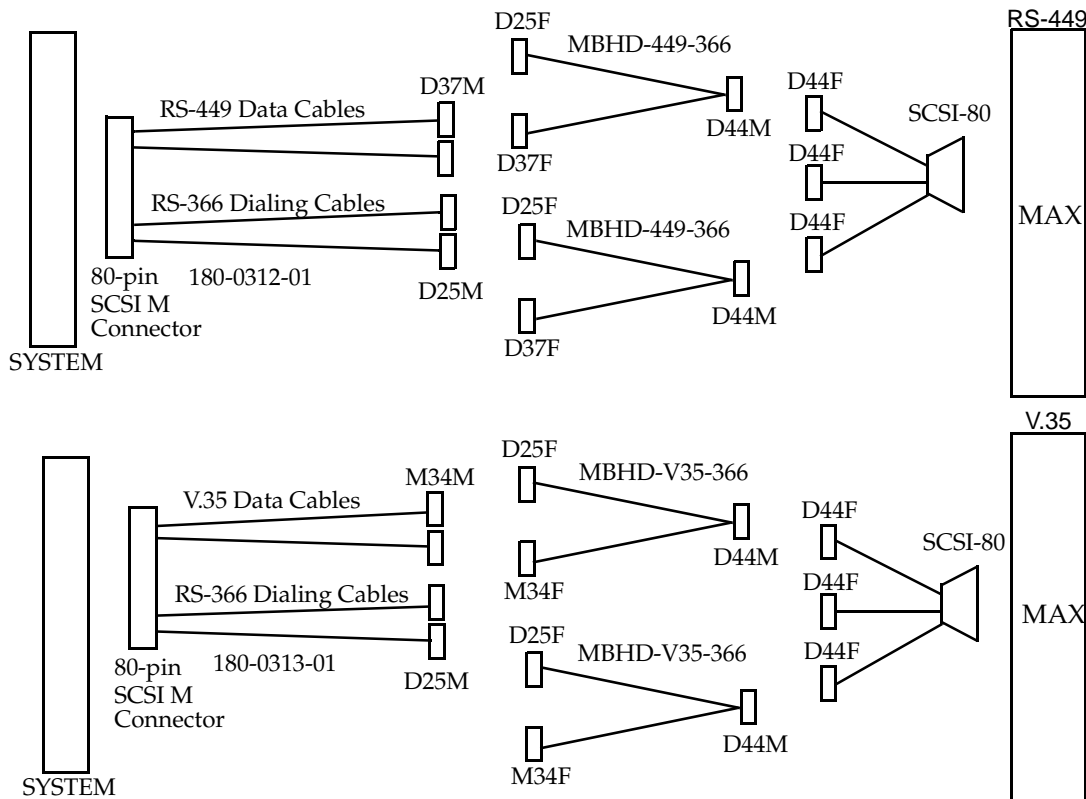 RS-449
D25F
MBHD-449-366
D37M
D44F
RS-449 Data Cables
SCSI-80
D44M
D37F
D44F
RS-366 Dialing Cables
D25F
MBHD-449-366
D44F
MAX
80-pin
SCSI M
Connector
180-0312-01
D25M
D44M
D37F
SYSTEM
V.35
D25F
MBHD-V35-366
M34M
V.35 Data Cables
D44F
SCSI-80
D44M
M34F
D44F
RS-366 Dialing Cables
MAX
D25F
MBHD-V35-366
D44F
80-pin
SCSI M
Connector
180-0313-01
D25M
D44M
M34F
SYSTEM